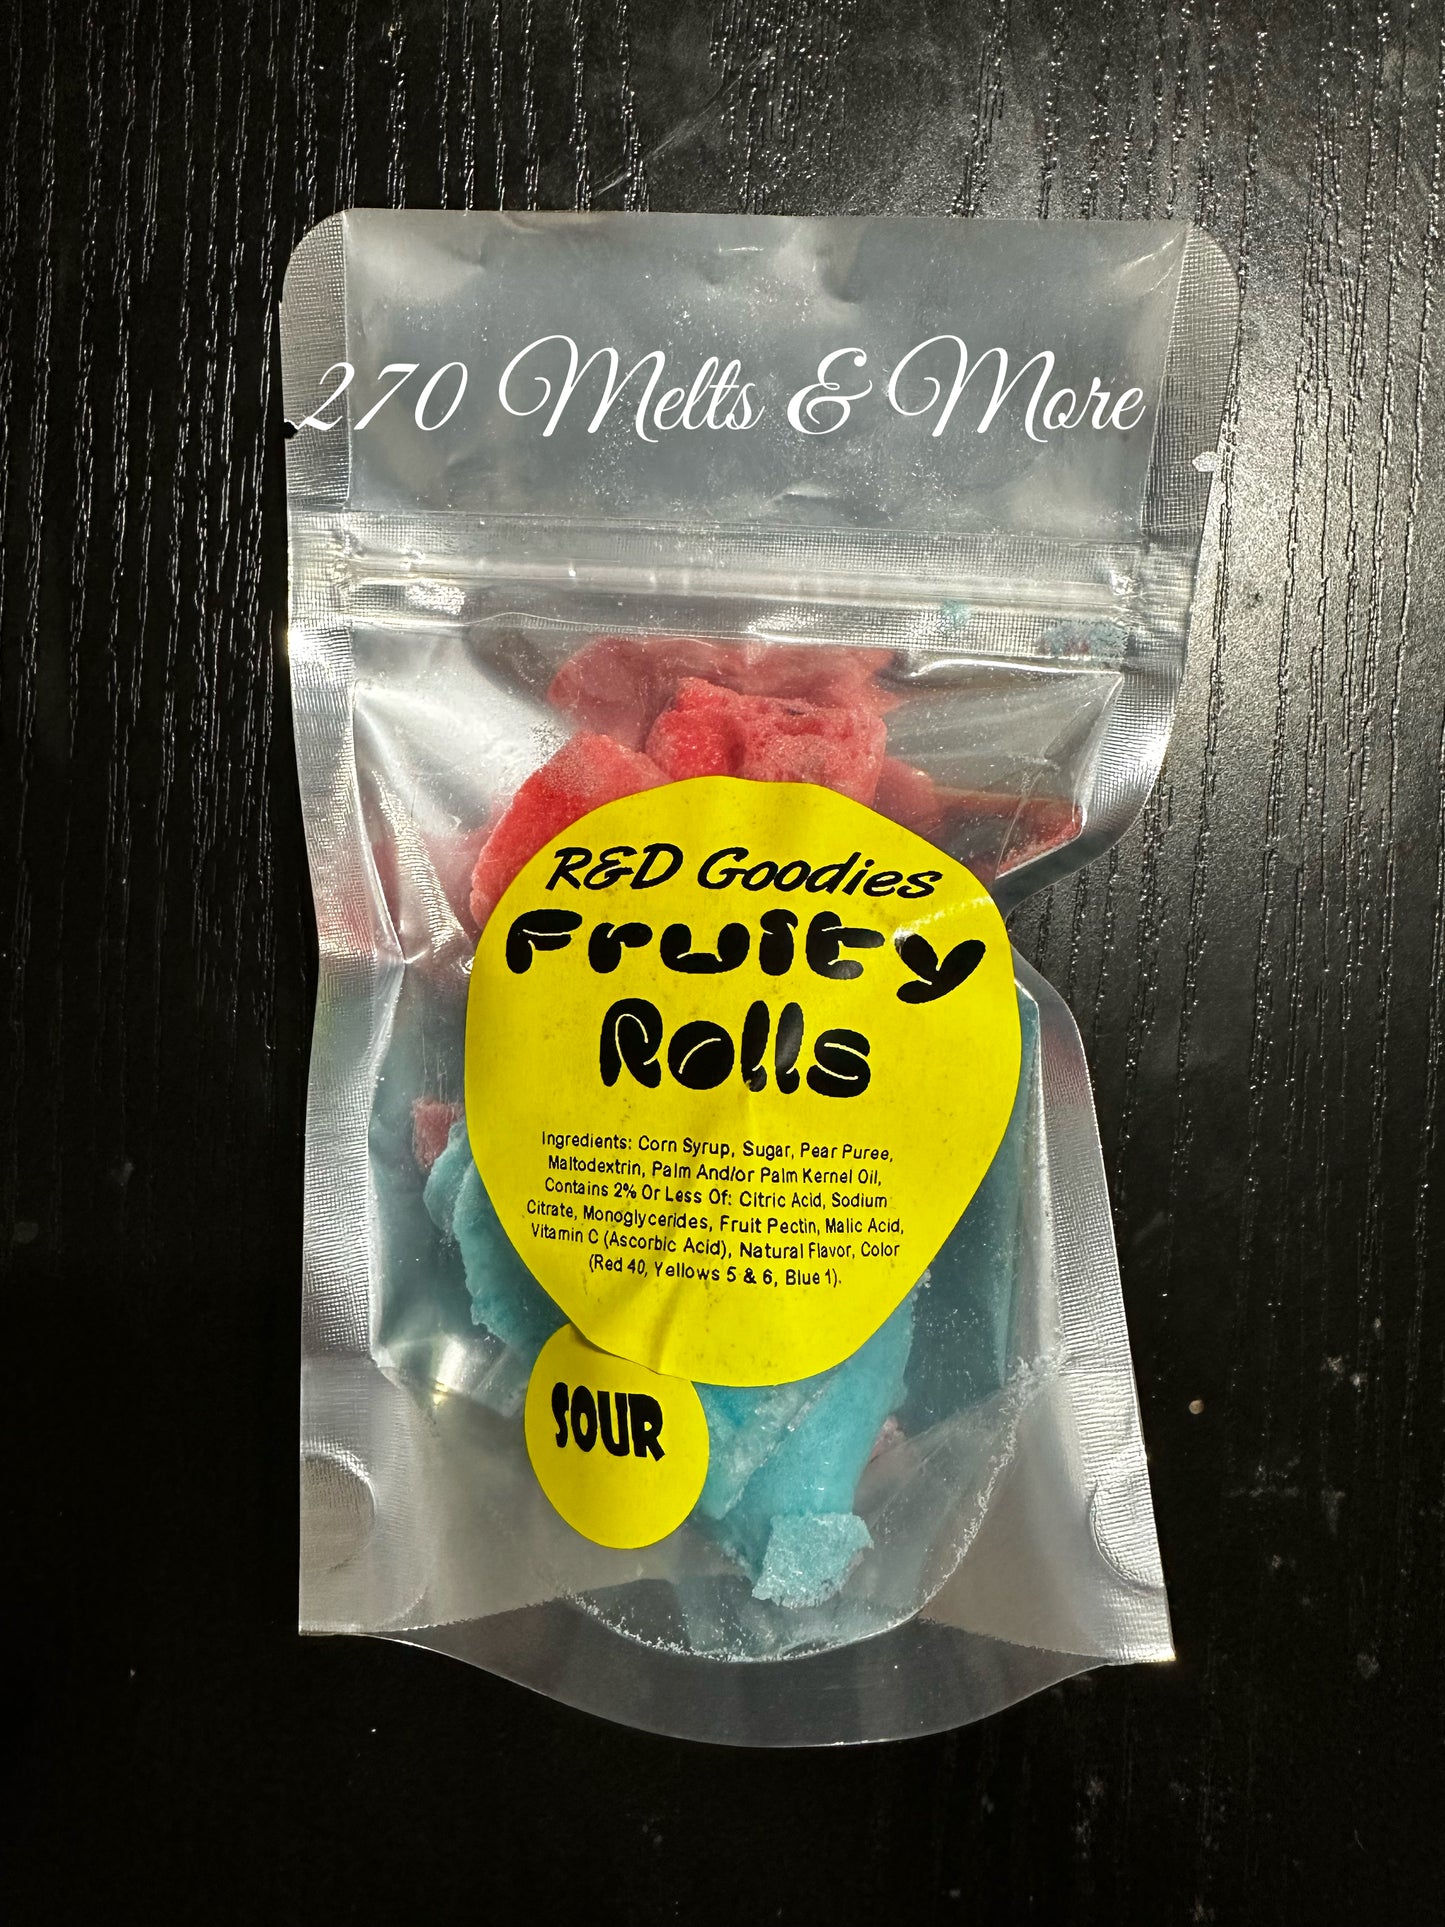 270 Melts & More
R&D Goodies
Fruity
Rolls
Ingredients: Corn Syrup, Sugar, Pear Puree,
Maltodextrin, Palm And/or Palm Kernel Oil,
Contains 2% Or Less Of: Citric Acid, Sodium
Citrate, Monoglycerides, Fruit Pectin, Malic Acid,
Vitamin C (Ascorbic Acid), Natural Flavor, Color
(Red 40, Yellows 5 & 6, Blue 1).
SOUR